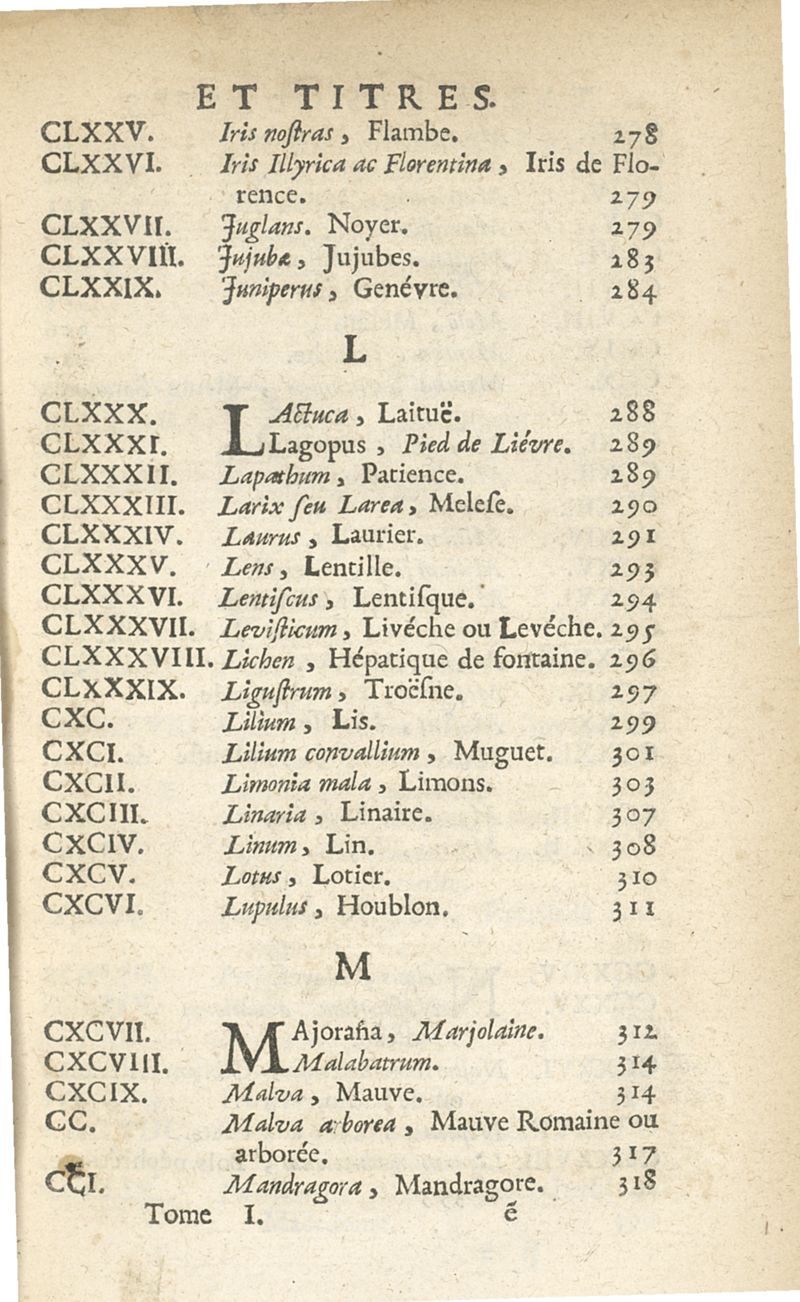 ET TITRES.
CLXXV. Iris noſtras, Flambe. 278
CLXXVI. Iris Illyrica ac Florentina, Iris de Flo-
rence. 279
CLXXVII. Juglans. Noyer. 279
CLXXVIII. Jujubæ, Jujubes. 283
CLXXIX. Juniperus, Genévre. 284
L
CLXXX. LActuca, Laituë. 288
CLXXXI. Lagopus, Pied de Liévre. 289
CLXXXII. Lapathum, Patience. 289
CLXXXIII. Larix ſeu Larea, Meleſe. 290
CLXXXIV. Laurus, Laurier. 291
CLXXXV. Lens, Lentille. 293
CLXXXVI. Lentiſcus, Lentiſque. 294
CLXXXVII. Leviſticum, Livéche ou Levéche. 295
CLXXXVIII. Lichen, Hépatique de fontaine. 296
CLXXXIX. Liguſtrum, Troëſne. 297
CXC. Lilium, Lis. 299
CXCI. Lilium convallium, Muguet. 301
CXCII. Limonia mala, Limons. 303
CXCIII. Linaria, Linaire. 307
CXCIV. Linum, Lin. 308
CXCV. Lotus, Lotier. 310
CXCVI. Lupulus, Houblon. 311
M
CXCVII. MAjorana, Marjolaine. 312
CXCVIII. Malabatrum. 314
CXCIX. Malva, Mauve. 314
CC. Malva arborea, Mauve Romaine ou
arborée. 317
CCI. Mandragora, Mandragore. 318
Tome I. é